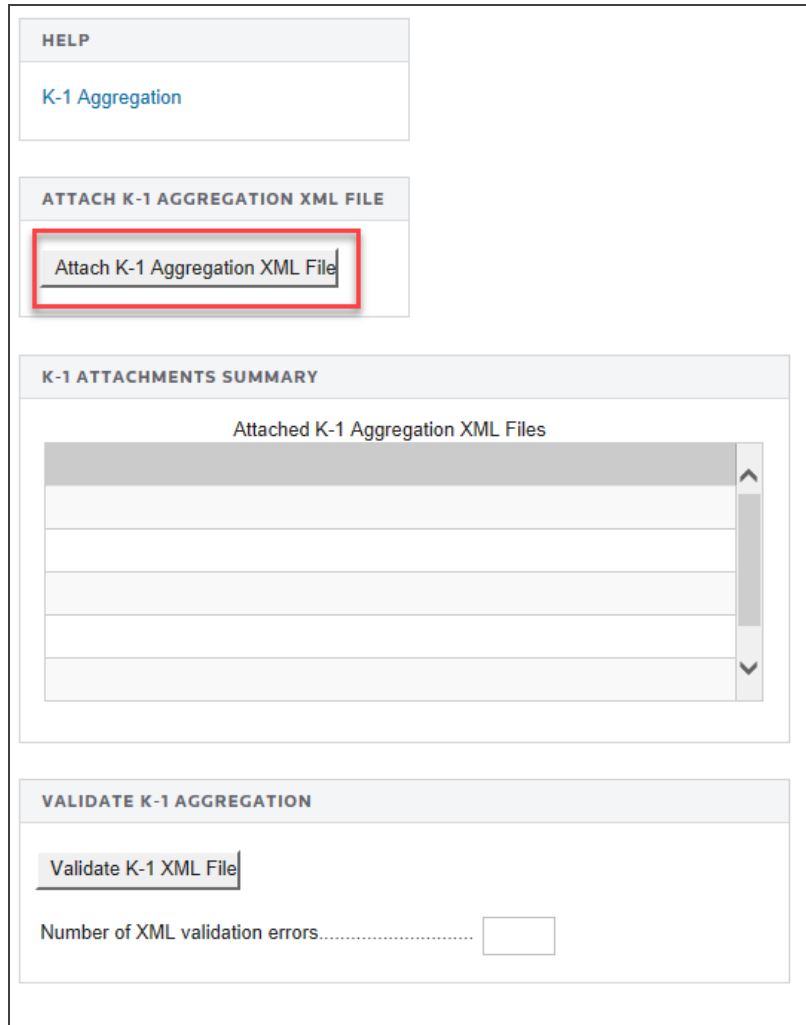 HELP
K-1 Aggregation
ATTACH K-1 AGGREGATION XML FILE
Attach K-1 Aggregation XML File
K-1 ATTACHMENTS SUMMARY
Attached K-1 Aggregation XML Files
VALIDATE K-1 AGGREGATION
Validate K-1 XML File
Number of XML validation errors.............................